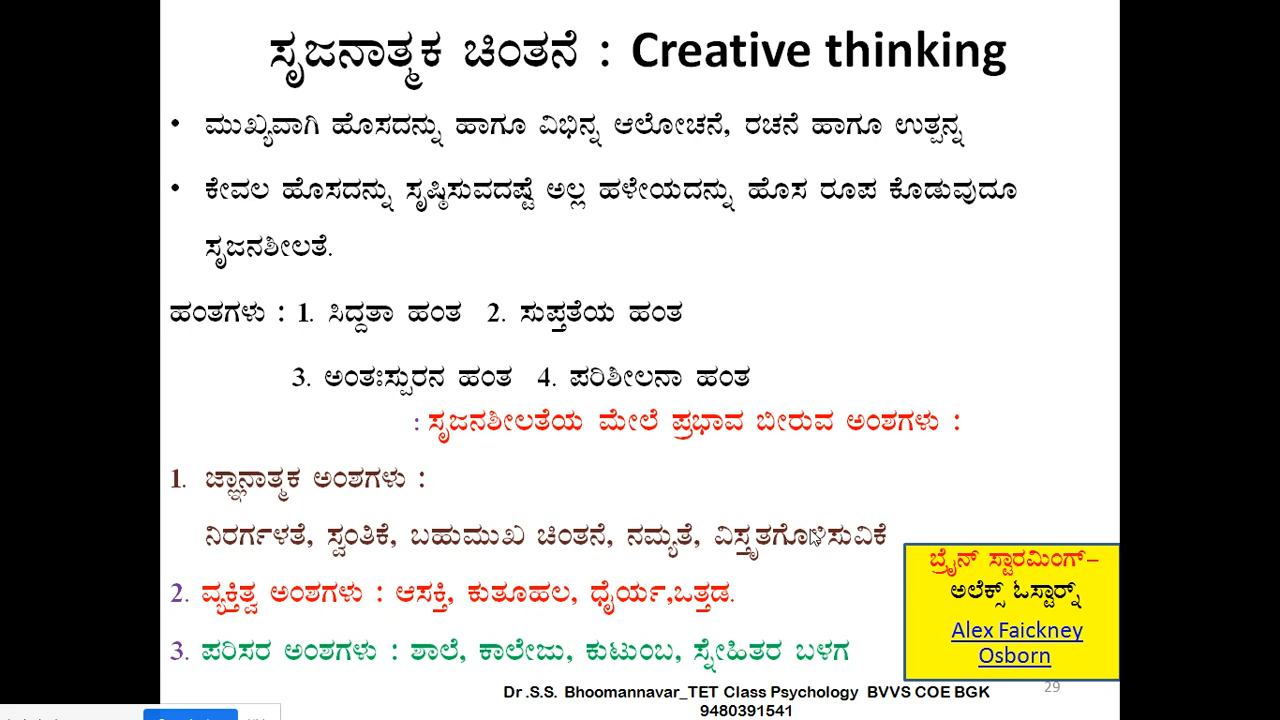 ಸೃಜನಾತ್ಮಕ ಚಿಂತನೆ : Creative thinking
• ಮುಖ್ಯವಾಗಿ ಹೊಸದನ್ನು ಹಾಗೂ ವಿಭಿನ್ನ ಆಲೋಚನೆ, ರಚನೆ ಹಾಗೂ ಉತ್ಪನ್ನ
• ಕೇವಲ ಹೊಸದನ್ನು ಸೃಷ್ಠಿಸುವದಷ್ಟೆ ಅಲ್ಲ ಹಳೇಯದನ್ನು ಹೊಸ ರೂಪ ಕೊಡುವುದೂ
ಸೃಜನಶೀಲತೆ.
ಹಂತಗಳು : 1. ಸಿದ್ದತಾ ಹಂತ 2. ಸುಪ್ತತೆಯ ಹಂತ
3. ಅಂತಃಸ್ಪುರನ ಹಂತ 4. ಪರಿಶೀಲನಾ ಹಂತ
: ಸೃಜನಶೀಲತೆಯ ಮೇಲೆ ಪ್ರಭಾವ ಬೀರುವ ಅಂಶಗಳು :
1. ಜ್ಞಾನಾತ್ಮಕ ಅಂಶಗಳು :
ನಿರರ್ಗಳತೆ, ಸ್ವಂತಿಕೆ, ಬಹುಮುಖ ಚಿಂತನೆ, ನಮ್ಯತೆ,
2. ವ್ಯಕ್ತಿತ್ವ ಅಂಶಗಳು : ಆಸಕ್ತಿ, ಕುತೂಹಲ, ಧೈರ್ಯ,ಒತ್ತಡ.
3. ಪರಿಸರ ಅಂಶಗಳು : ಶಾಲೆ, ಕಾಲೇಜು, ಕುಟುಂಬ, ಸ್ನೇಹಿತರ ಬಳಗ
ಬ್ರೈನ್ ಸ್ಟಾರಮಿಂಗ್–
ಅಲೆಕ್ಸ್ ಓಸ್ಟಾರ್ನ್
Alex Faickney
Osborn
Dr .S.S. Bhoomannavar_TET Class Psychology BVVS COE BGK
9480391541
29